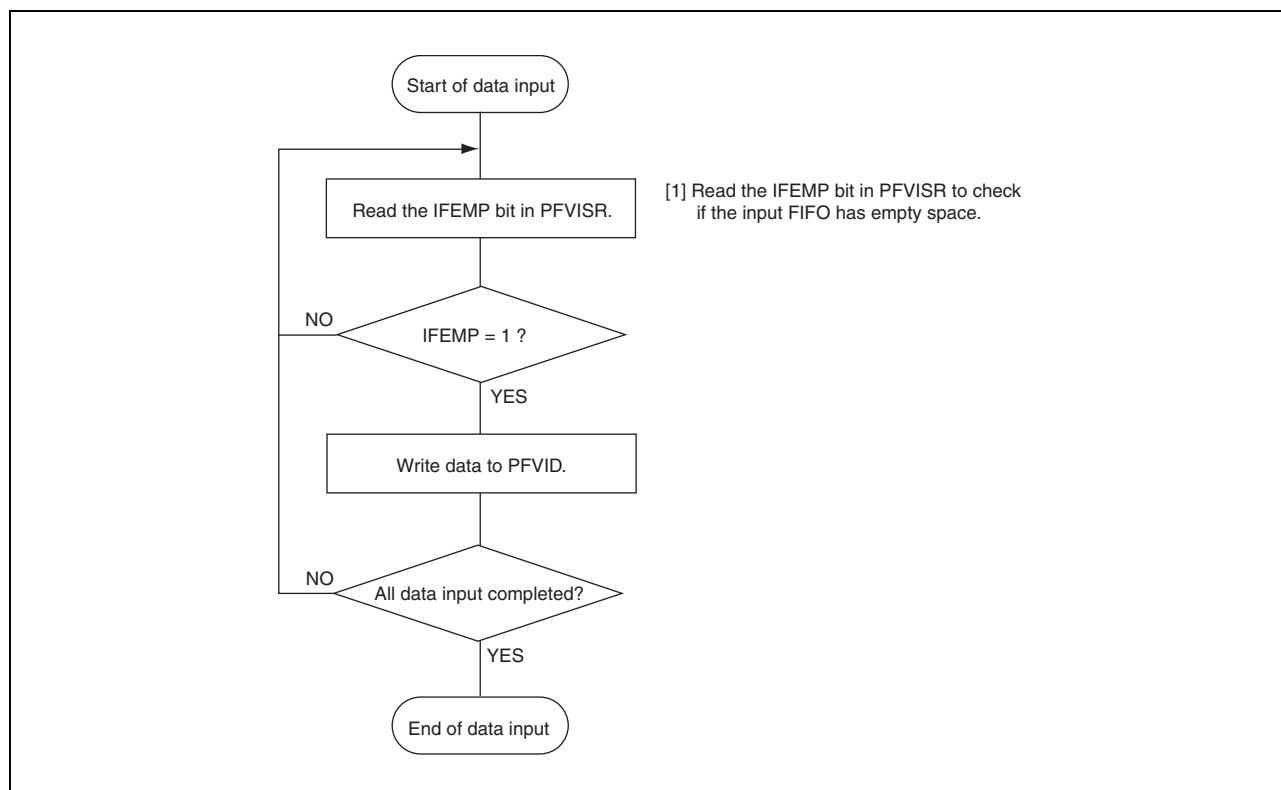 Start of data input
Read the IFEMP bit in PFVISR.
[1] Read the IFEMP bit in PFVISR to check
if the input FIFO has empty space.
NO
IFEMP = 1 ?
YES
Write data to PFVID.
NO
All data input completed?
YES
End of data input